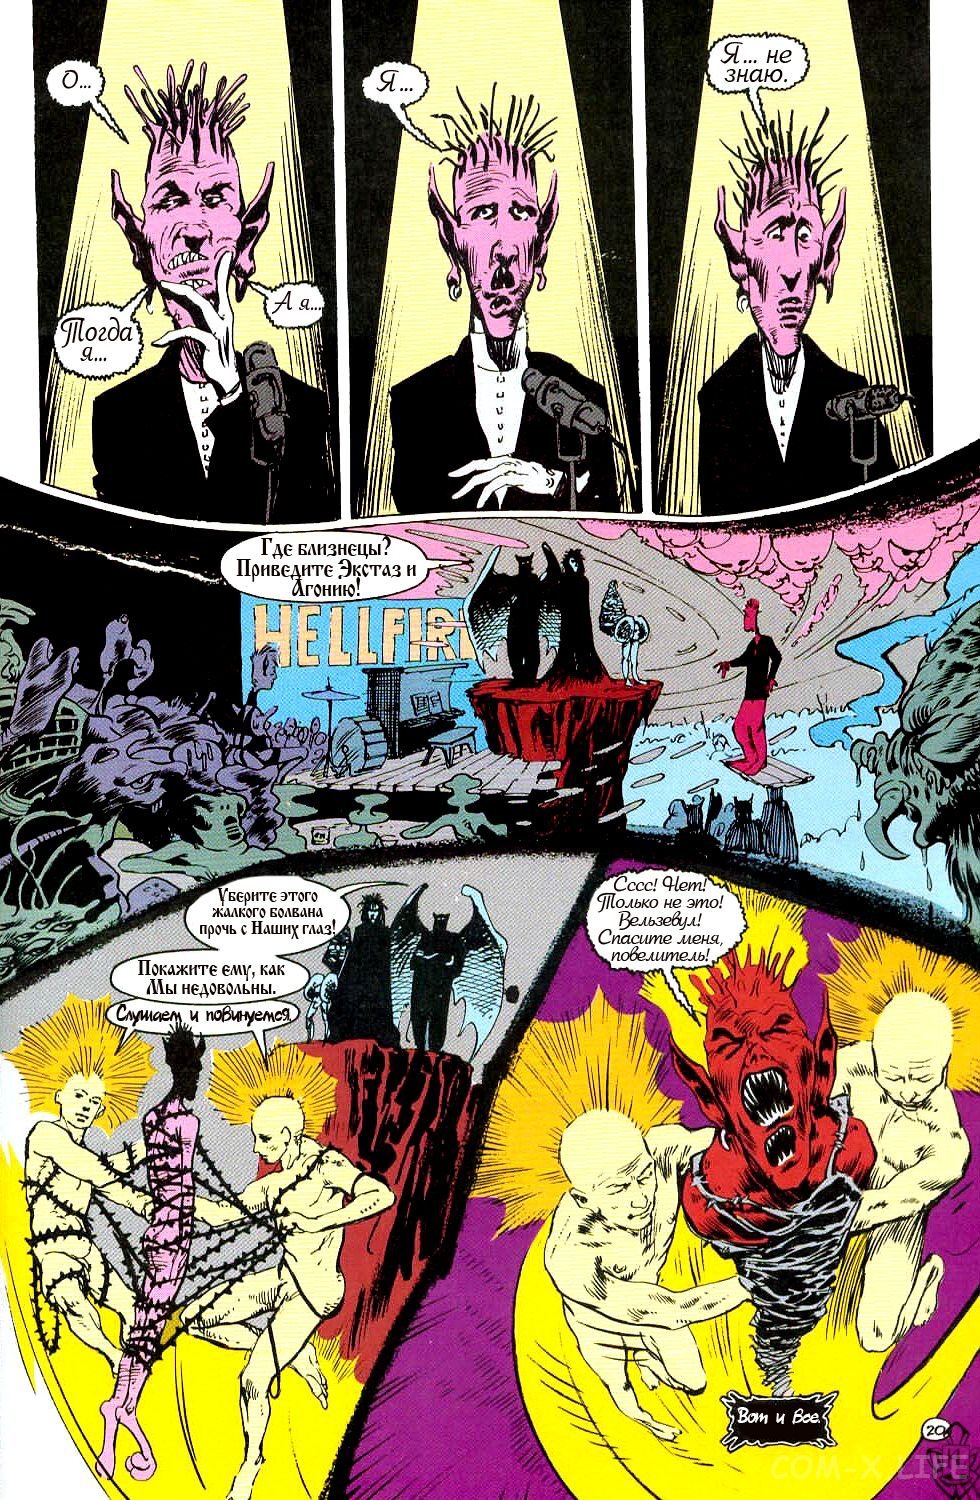 О...
Тогда
я...
А я...
Я...
Я... не
знаю.
Где близнецы?
Приведите Экстаз и
Агонию!
HELLFIR
Уберите этого
жалкого болвана
прочь с Наших глаз!
Покажите ему, как
Мы недовольны.
Слушаем и повинуемся.
Сссс! Нет!
Только не это!
Вельзевул!
Спасите меня,
повелитель!
Вот и все.
20
COM-X.LIFE